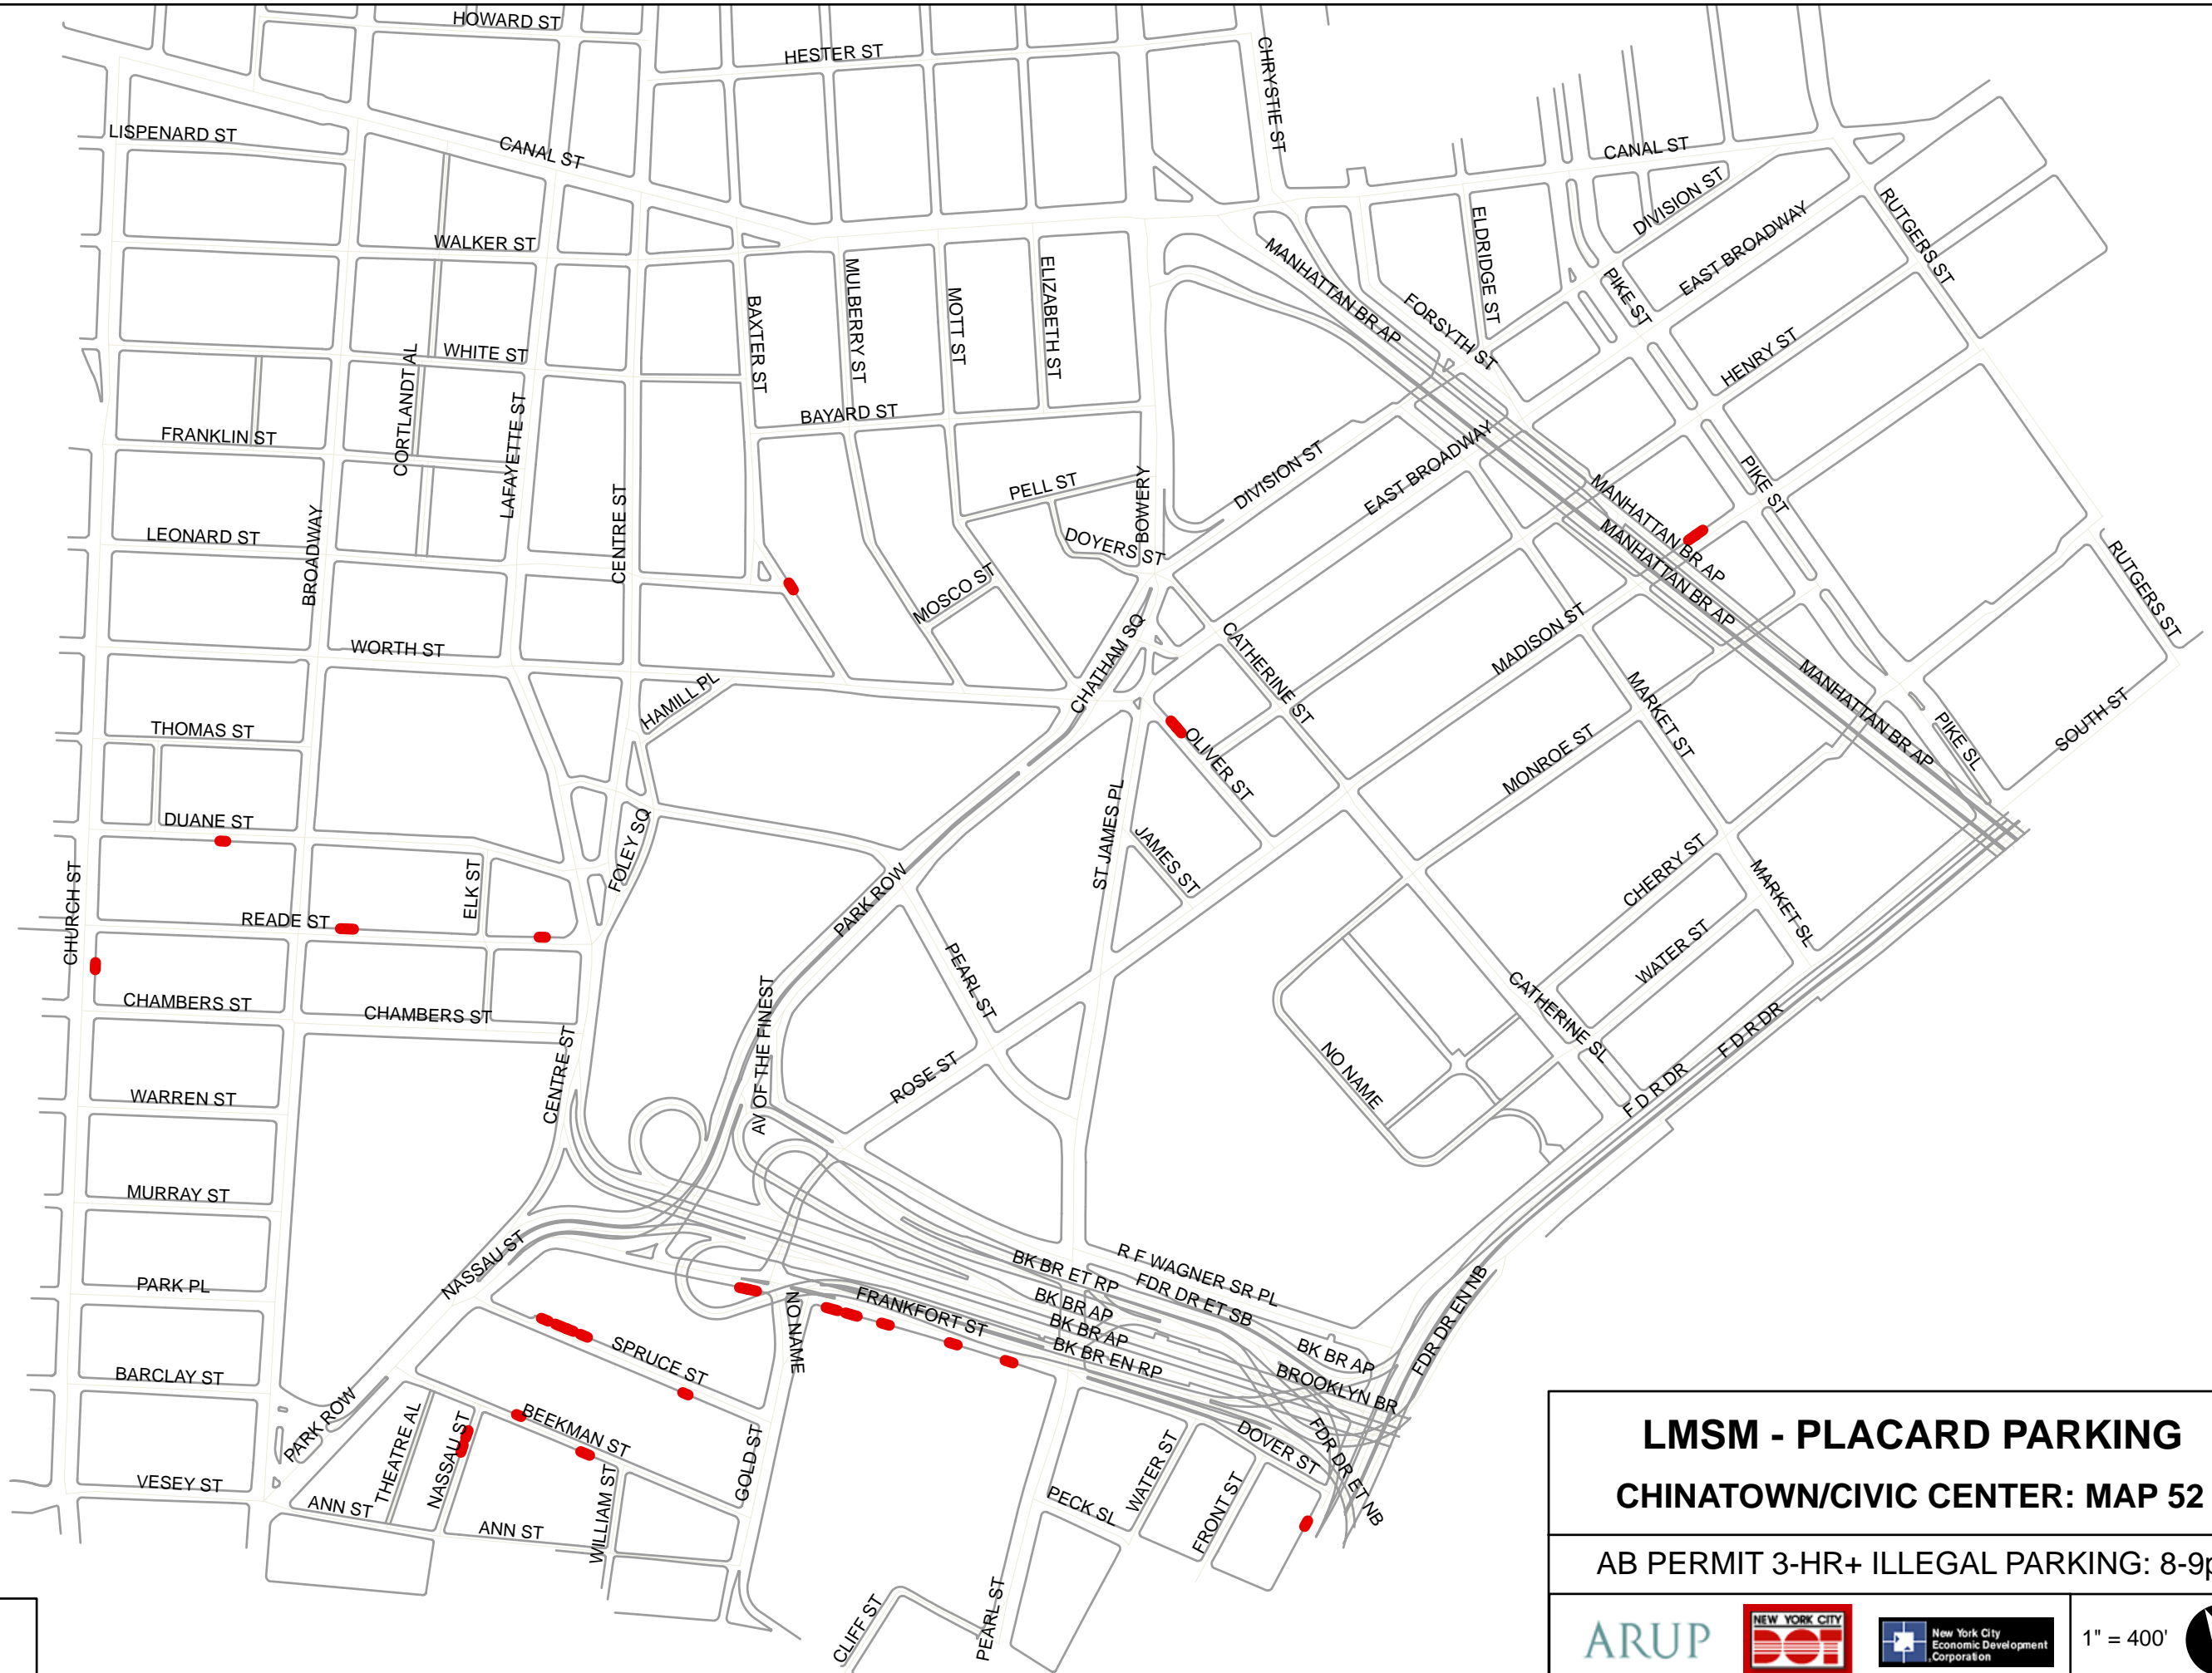 HOWARD ST
HESTER ST
CHRYSTIE ST
LISPENARD ST
CANAL ST
CANAL ST
DIVISION ST
RUTGERS ST
ELDRIDGE ST
EAST BROADWAY
WALKER ST
MANHATTAN BR AP
PIKE ST
MULBERRY ST
MOTT ST
ELIZABETH ST
BAXTER ST
FORSYTH ST
HENRY ST
WHITE ST
CORTLANDT AL
LAFAYETTE ST
BAYARD ST
FRANKLIN ST
EAST BROADWAY
DIVISION ST
PELL ST
BOWERY
PIKE ST
MANHATTAN BR AP
CENTRE ST
BROADWAY
LEONARD ST
DOYERS ST
MANHATTAN BR AP
RUTGERS ST
MOSCO ST
WORTH ST
CHATHAM SQ
CATHERINE ST
MADISON ST
MARKET ST
MANHATTAN BR AP
HAMILL PL
THOMAS ST
OLIVER ST
MONROE ST
PIKE SL
SOUTH ST
DUANE ST
FOLEY SQ
ST JAMES PL
JAMES ST
CHURCH ST
ELK ST
PARK ROW
CHERRY ST
MARKET SL
READE ST
PEARL ST
WATER ST
CHAMBERS ST
CHAMBERS ST
AV OF THE FINEST
CATHERINE SL
F D R DR
CENTRE ST
ROSE ST
NO NAME
F D R DR
WARREN ST
MURRAY ST
NASSAU ST
R F WAGNER SR PL
BK BR ET RP
FDR DR ET SB
FDR DR EN NB
PARK PL
NO NAME
FRANKFORT ST
BK BR AP
BK BR AP
BK BR EN RP
BK BR AP
BROOKLYN BR
SPRUCE ST
BARCLAY ST
PARK ROW
THEATRE AL
NASSAU ST
BEEKMAN ST
GOLD ST
DOVER ST
FDR DR ET NB
WATER ST
VESEY ST
ANN ST
ANN ST
WILLIAM ST
PECK SL
FRONT ST
CLIFF ST
PEARL ST
LMSM - PLACARD PARKING
CHINATOWN/CIVIC CENTER: MAP 52
AB PERMIT 3-HR+ ILLEGAL PARKING: 8-9p
ARUP
NEW YORK CITY
DOT
New York City
Economic Development
Corporation
1" = 400'